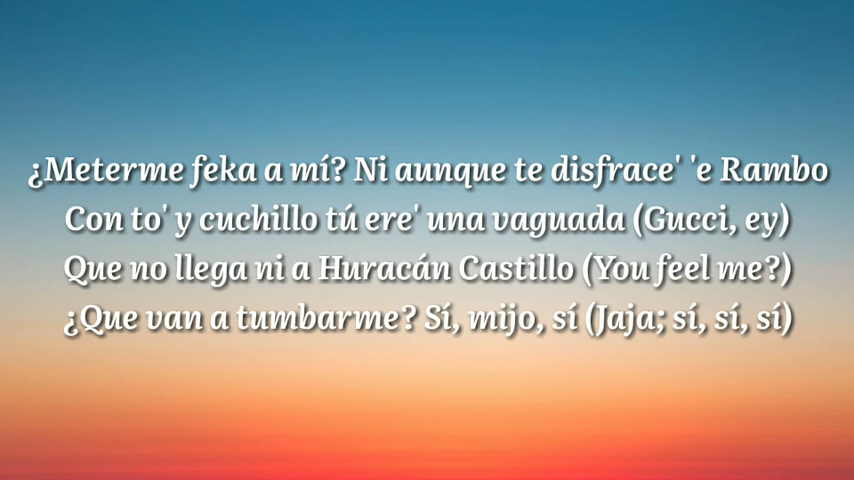 ¿Meterme feka a mí? Ni aunque te disfrace' 'e Rambo
Con to' y cuchillo tú ere' una vaguada (Gucci, ey)
Que no llega ni a Huracán Castillo (You feel me?)
¿Que van a tumbarme? Sí, mijo, sí (Jaja; sí, sí, sí)